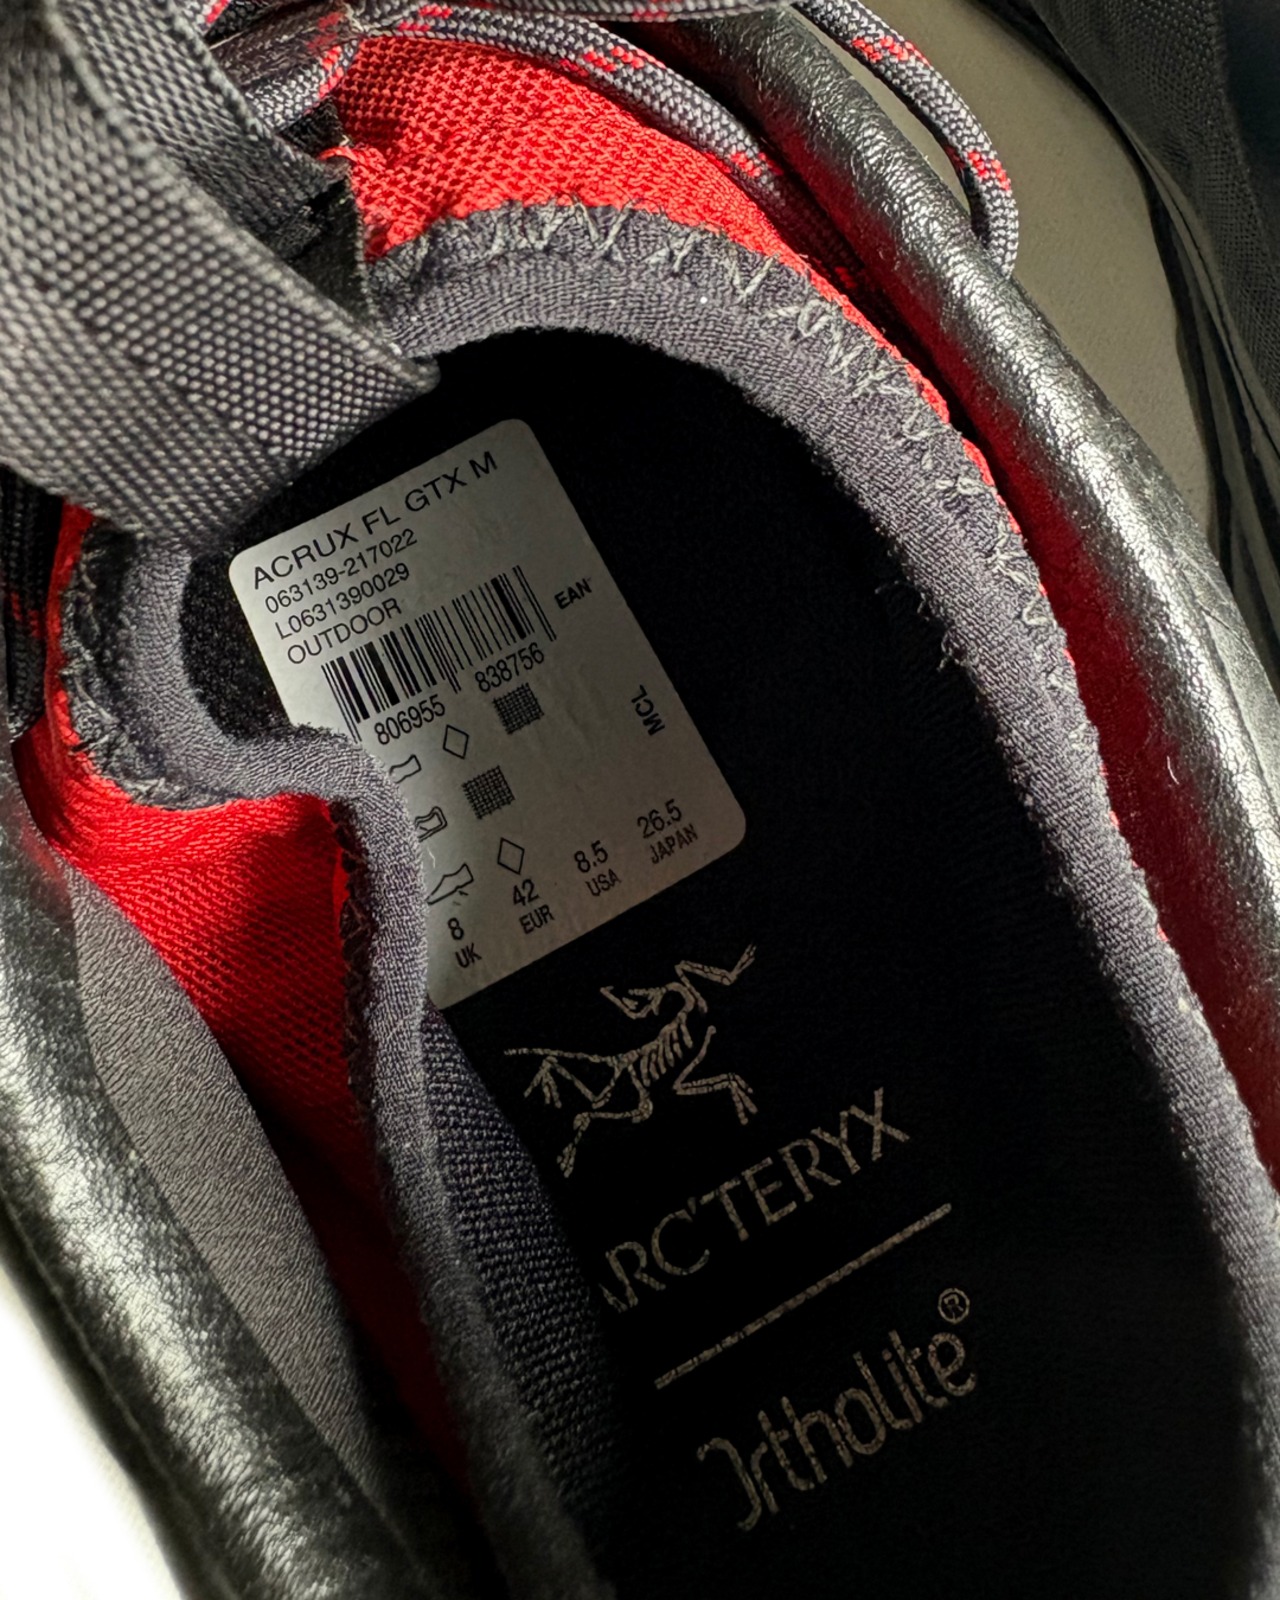 ACRUX FL GTX M
063139-217022
L0631390029
OUTDOOR
EAN
806955 838756
MCL
8 42 8.5 26.5
UK EUR USA JAPAN
ARC'TERYX
OrthoLite®